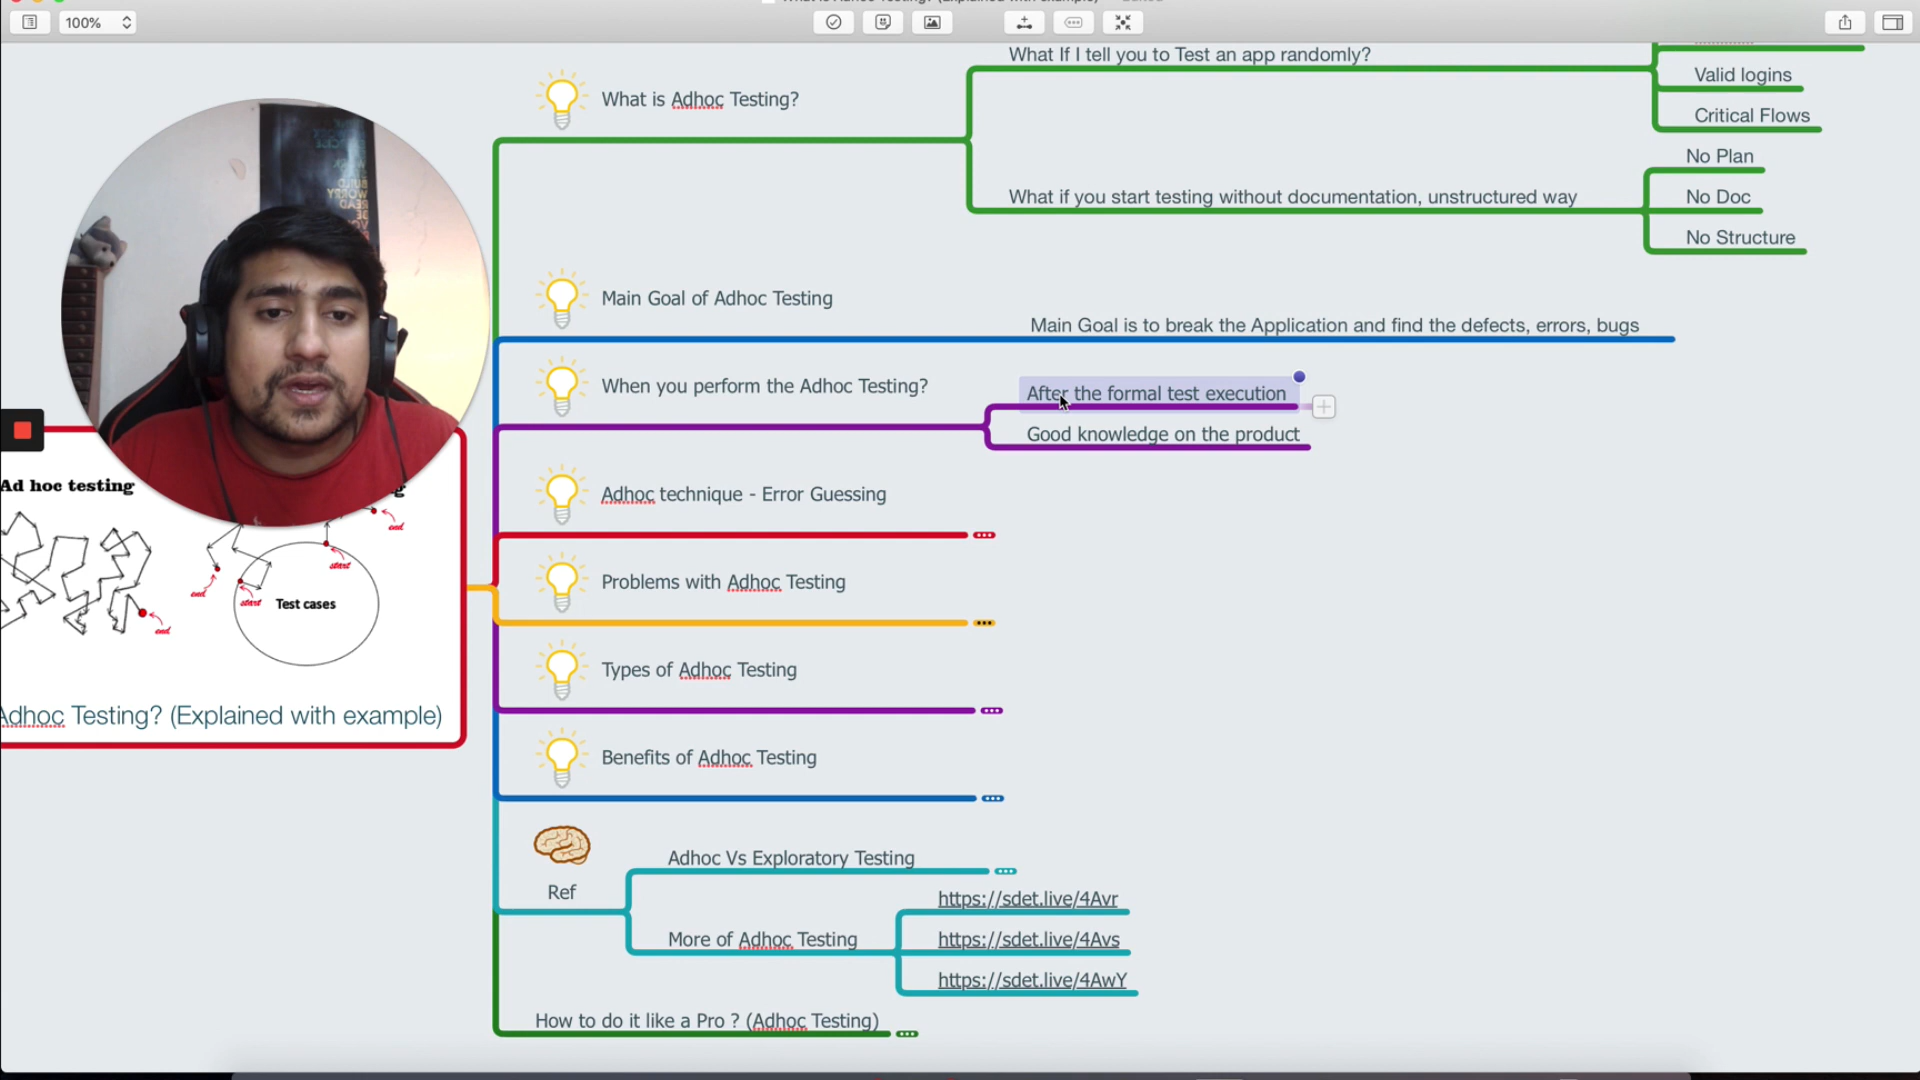 100%
What If I tell you to Test an app randomly?
Valid logins
Critical Flows
What is Adhoc Testing?
No Plan
What if you start testing without documentation, unstructured way
No Doc
No Structure
Main Goal of Adhoc Testing
Main Goal is to break the Application and find the defects, errors, bugs
When you perform the Adhoc Testing?
After the formal test execution
Good knowledge on the product
Adhoc technique - Error Guessing
Problems with Adhoc Testing
Types of Adhoc Testing
Benefits of Adhoc Testing
Ad hoc testing
end
start
end
start
Test cases
end
Adhoc Testing? (Explained with example)
Ref
Adhoc Vs Exploratory Testing
More of Adhoc Testing
https://sdet.live/4Avr
https://sdet.live/4Avs
https://sdet.live/4AwY
How to do it like a Pro ? (Adhoc Testing)